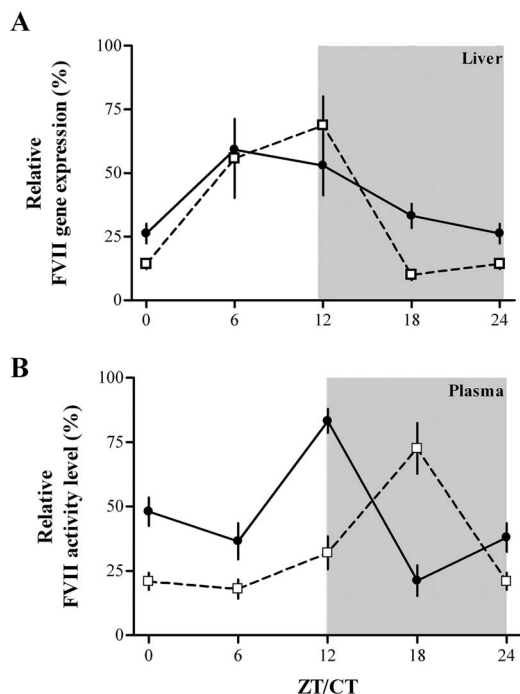 A
Liver
Relative
FVII gene expression (%)
100
75
50
25
0
0 6 12 18 24
B
Plasma
Relative
FVII activity level (%)
100
75
50
25
0
0 6 12 18 24
ZT/CT